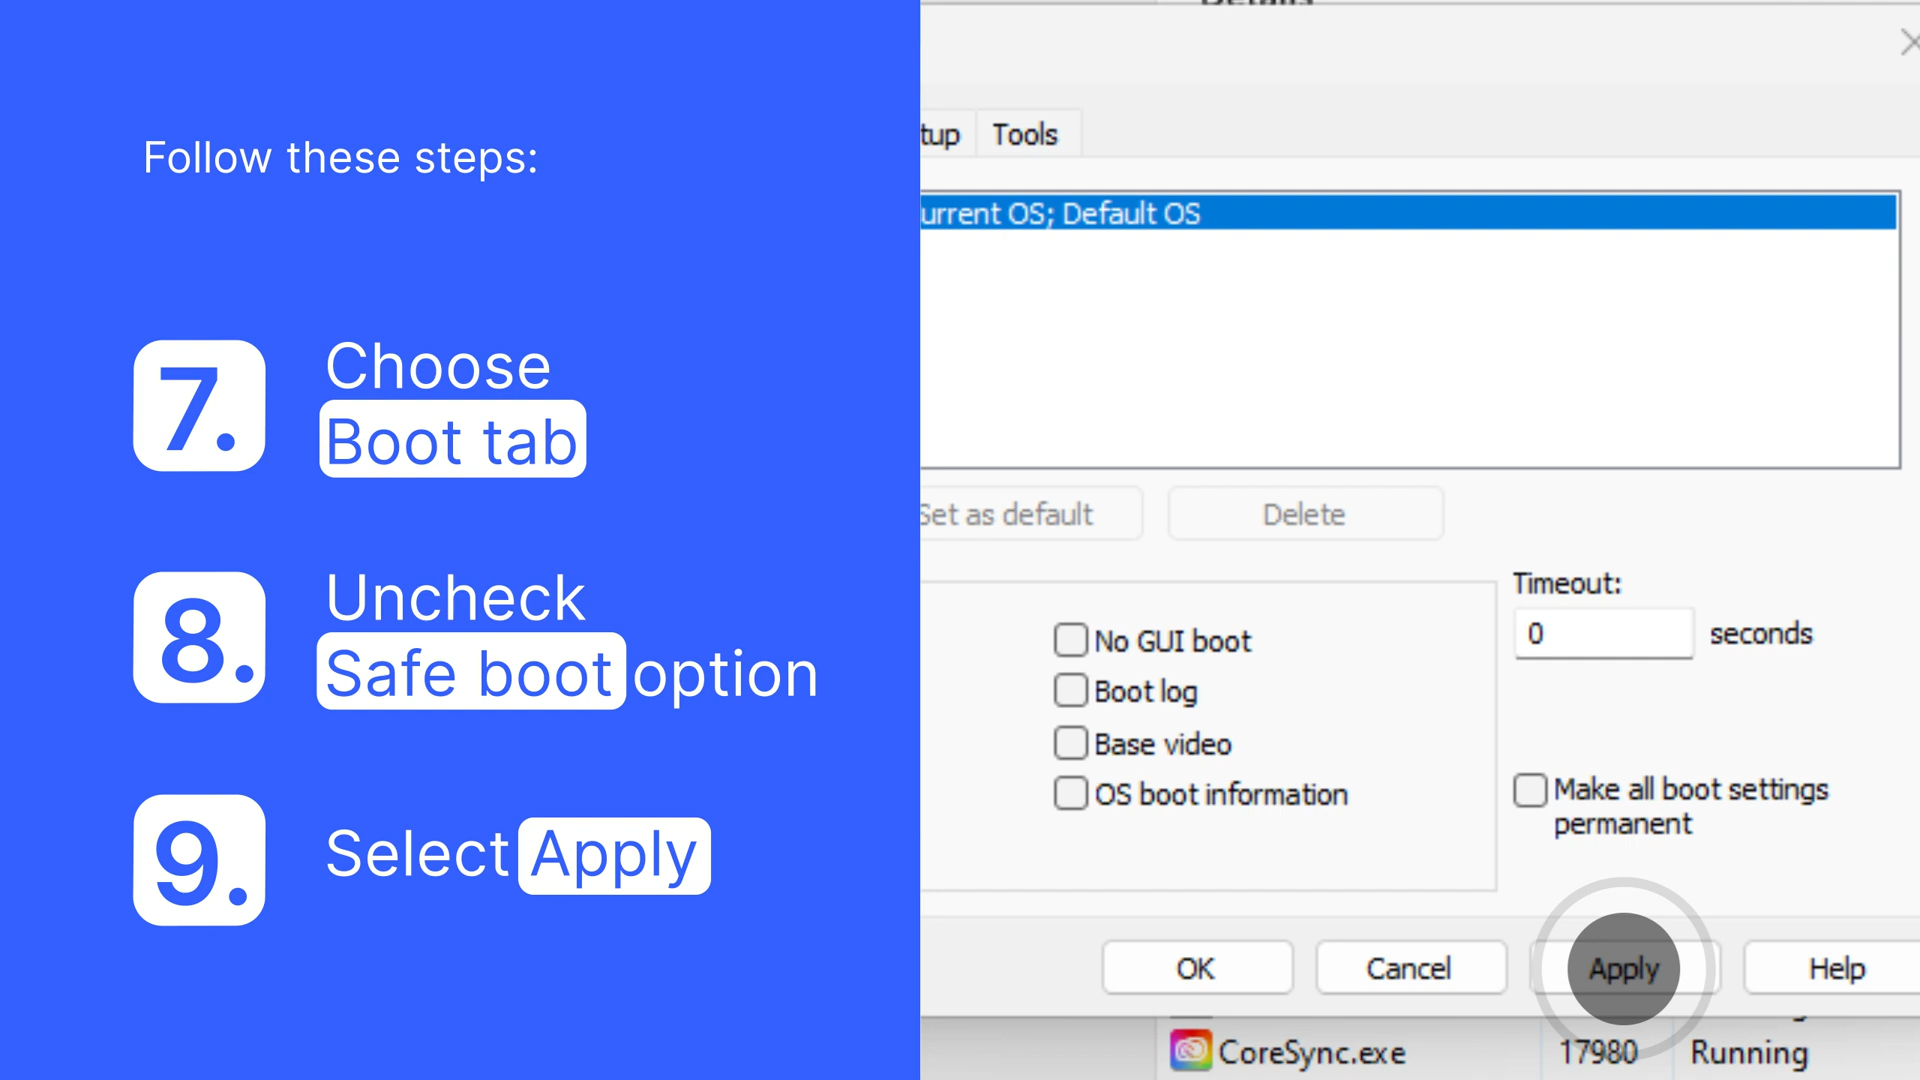 Details
Follow these steps:
7. Choose
Boot tab
8. Uncheck
Safe boot option
9. Select Apply
tup Tools
urrent OS; Default OS
Set as default Delete
Timeout:
0 seconds
No GUI boot
Boot log
Base video
OS boot information
Make all boot settings
permanent
OK Cancel Apply Help
CoreSync.exe 17980 Running